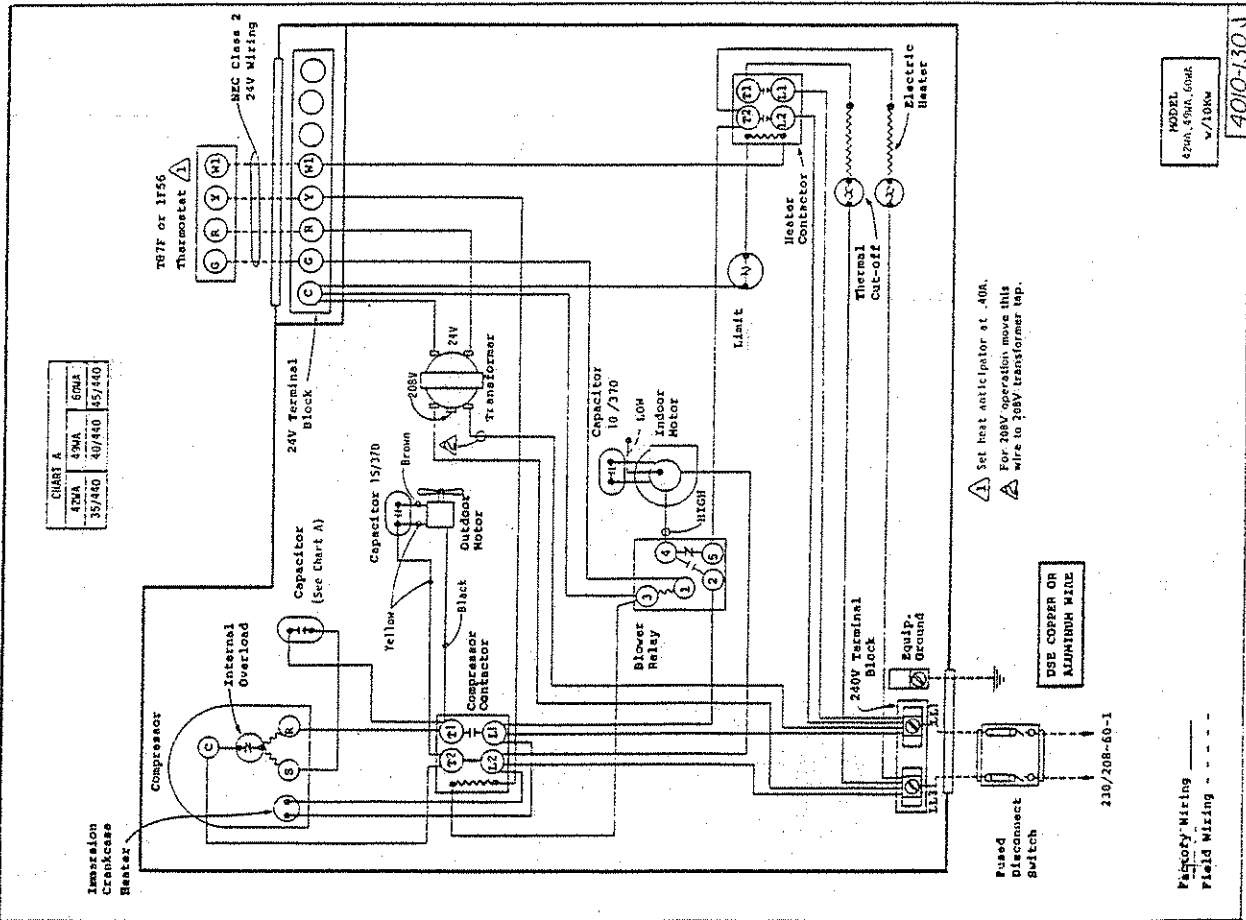 CHART A
42WA 49WA 60WA
35/440 40/440 45/440
T87F or 1F56
Thermostat 1
NEC Class 2
24V Wiring
G R Y W1
C G R Y W1
24V Terminal
Block
Immersion
Crankcase
Heater
Compressor
Internal
Overload
C
S R
Capacitor
(See Chart A)
Capacitor 15/370
Brown
Outdoor
Motor
Yellow
Black
Compressor
Contactor
T2 T1
L2 L1
208V
24V
Transformer
2
Capacitor
10 /370
LOW
Indoor
Motor
HIGH
Blower
Relay
3 1 4
2 5
Limit
Heater
Contactor
T2 T1
L2 L1
Thermal
Cut-off
Electric
Heater
240V Terminal
Block
Equip.
Ground
LL1
Fused
Disconnect
Switch
230/208-60-1
USE COPPER OR
ALUMINUM WIRE
1 Set heat anticipator at .40A.
2 For 208V operation move this
wire to 208V transformer tap.
Factory Wiring
Field Wiring
MODEL
42WA,49WA,60WA
w/10Kw
4010-130 J